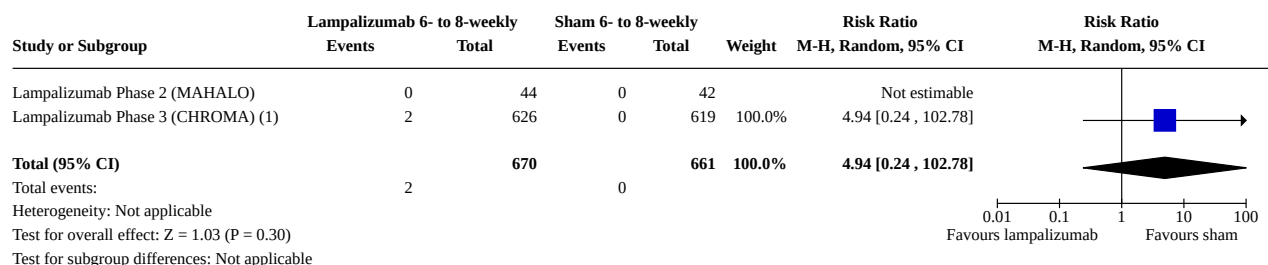 Lampalizumab 6- to 8-weekly Sham 6- to 8-weekly Risk Ratio Risk Ratio
Study or Subgroup Events Total Events Total Weight M-H, Random, 95% CI M-H, Random, 95% CI
Lampalizumab Phase 2 (MAHALO) 0 44 0 42 Not estimable
Lampalizumab Phase 3 (CHROMA) (1) 2 626 0 619 100.0% 4.94 [0.24 , 102.78]
Total (95% CI) 670 661 100.0% 4.94 [0.24 , 102.78]
Total events: 2 0
Heterogeneity: Not applicable
0.01 0.1 1 10 100
Test for overall effect: Z = 1.03 (P = 0.30) Favours lampalizumab Favours sham
Test for subgroup differences: Not applicable